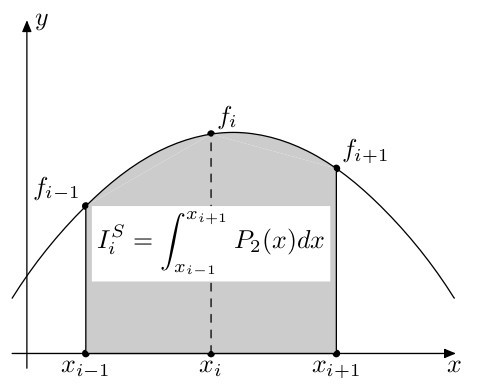 y
f_i
f_{i+1}
f_{i-1}
I_i^S = \int_{x_{i-1}}^{x_{i+1}} P_2(x)dx
x_{i-1} x_i x_{i+1} x